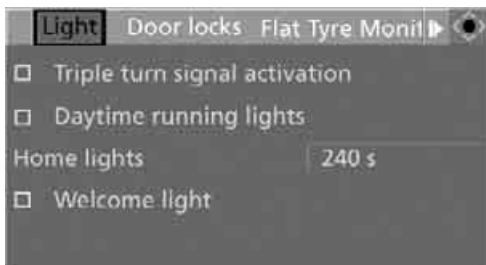 Light Door locks Flat Tyre Monit
Triple turn signal activation
Daytime running lights
Home lights 240 s
Welcome light